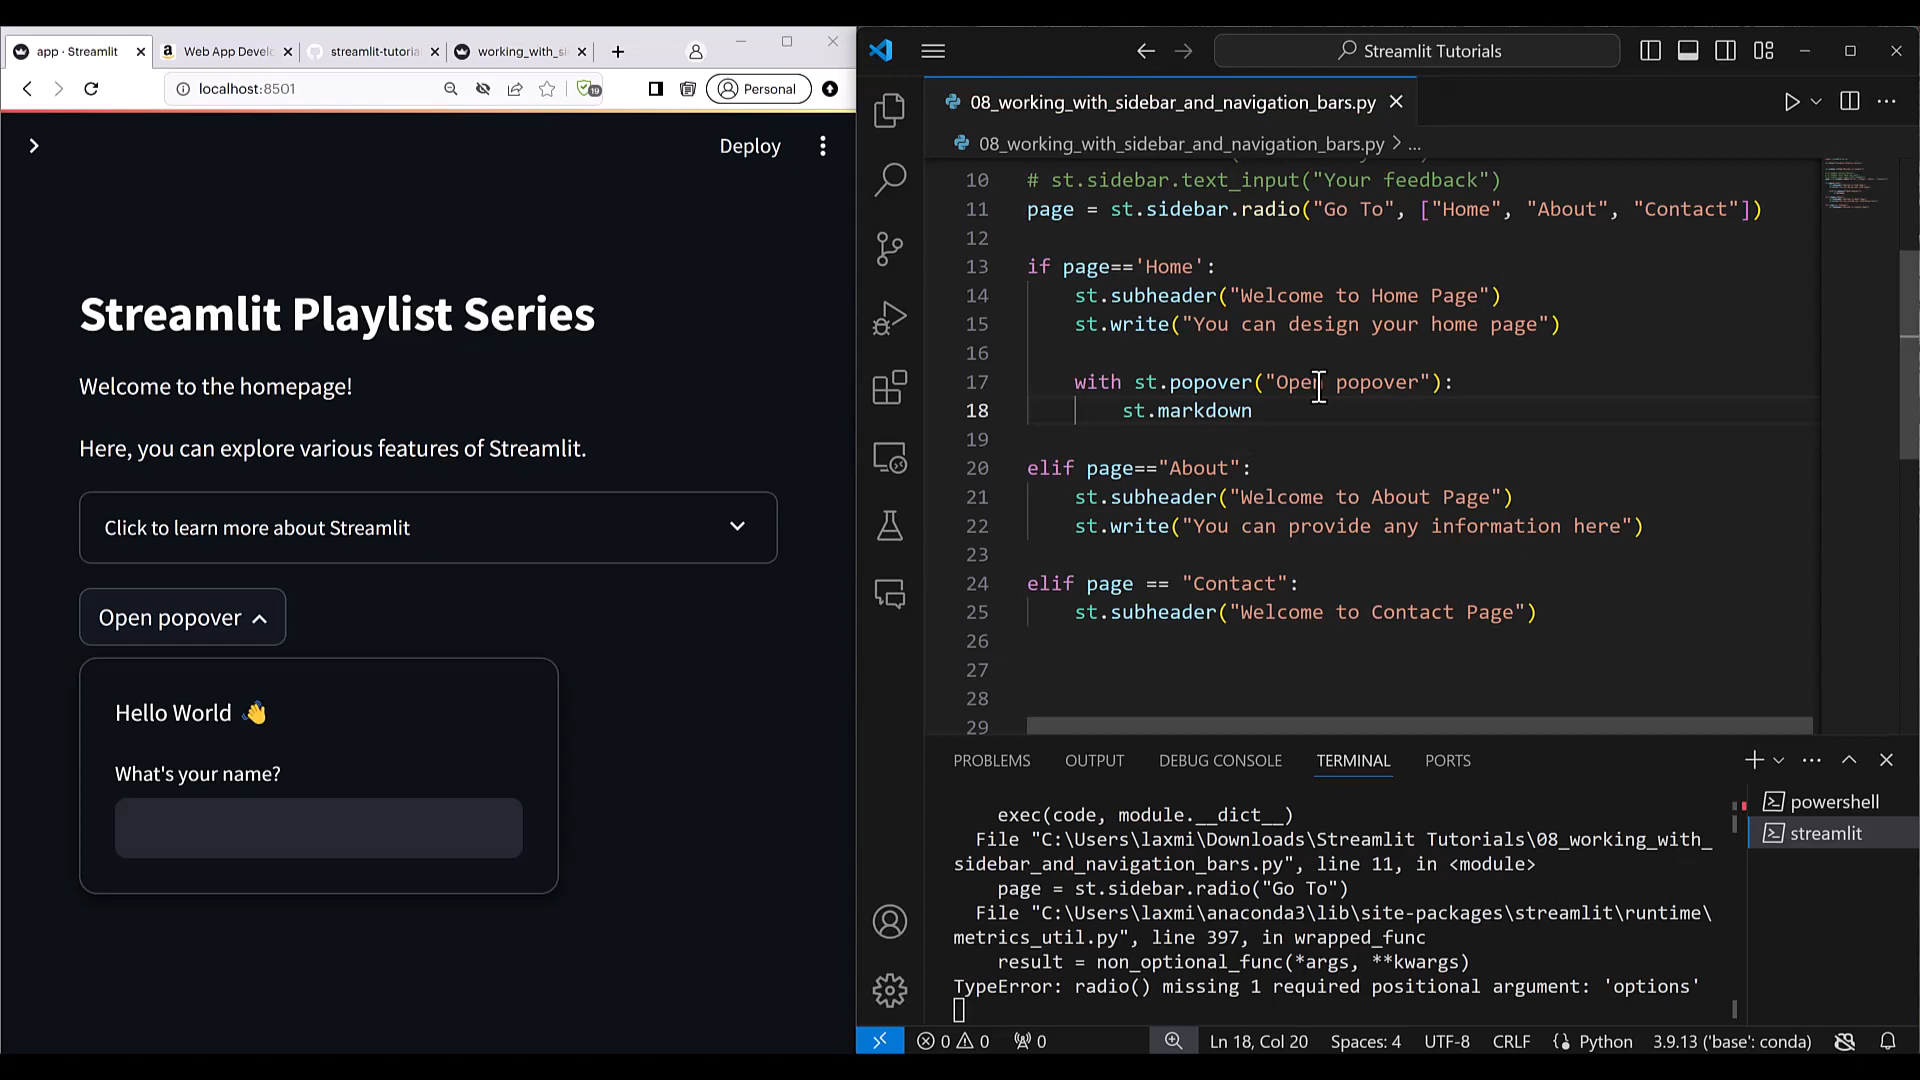 app · Streamlit
Web App Devel
streamlit-tutoria
working_with_si
localhost:8501
19
Personal
Deploy
Streamlit Playlist Series
Welcome to the homepage!
Here, you can explore various features of Streamlit.
Click to learn more about Streamlit
Open popover
Hello World 👋
What's your name?
Streamlit Tutorials
08_working_with_sidebar_and_navigation_bars.py
08_working_with_sidebar_and_navigation_bars.py > ...
10 # st.sidebar.text_input("Your feedback")
11 page = st.sidebar.radio("Go To", ["Home", "About", "Contact"])
12
13 if page=='Home':
14 st.subheader("Welcome to Home Page")
15 st.write("You can design your home page")
16
17 with st.popover("Open popover"):
18 st.markdown
19
20 elif page=="About":
21 st.subheader("Welcome to About Page")
22 st.write("You can provide any information here")
23
24 elif page == "Contact":
25 st.subheader("Welcome to Contact Page")
26
27
28
29
PROBLEMS OUTPUT DEBUG CONSOLE TERMINAL PORTS
exec(code, module.__dict__)
File "C:\Users\laxmi\Downloads\Streamlit Tutorials\08_working_with_
sidebar_and_navigation_bars.py", line 11, in <module>
page = st.sidebar.radio("Go To")
File "C:\Users\laxmi\anaconda3\lib\site-packages\streamlit\runtime\
metrics_util.py", line 397, in wrapped_func
result = non_optional_func(*args, **kwargs)
TypeError: radio() missing 1 required positional argument: 'options'
powershell
streamlit
0 0 0 Ln 18, Col 20 Spaces: 4 UTF-8 CRLF Python 3.9.13 ('base': conda)